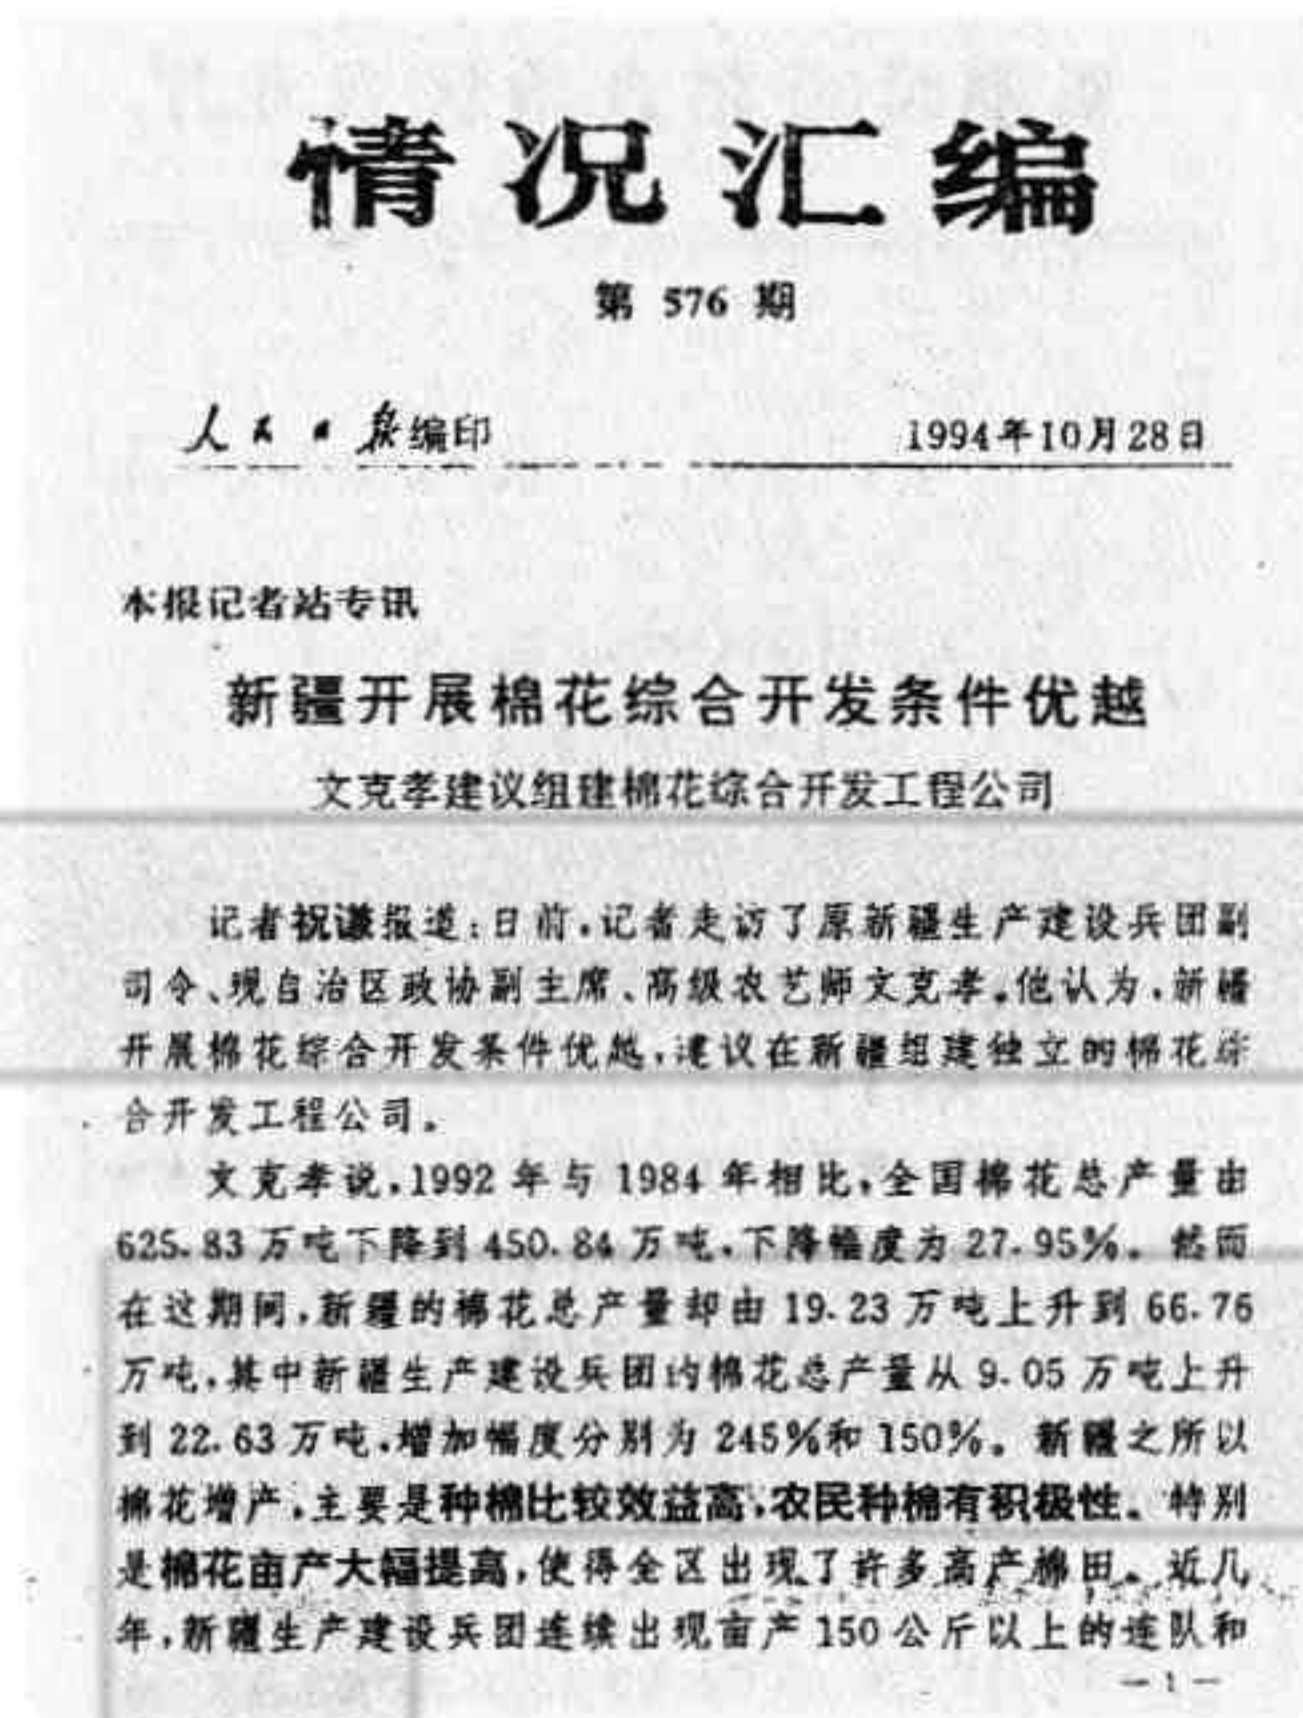 情况汇编
第 576 期
人民日报编印 1994年10月28日
本报记者站专讯
新疆开展棉花综合开发条件优越
文克孝建议组建棉花综合开发工程公司
记者祝谦报道:日前,记者走访了原新疆生产建设兵团副
司令、现自治区政协副主席、高级农艺师文克孝。他认为,新疆
开展棉花综合开发条件优越,建议在新疆组建独立的棉花综
合开发工程公司。
文克孝说,1992 年与 1984 年相比,全国棉花总产量由
625.83 万吨下降到 450.84 万吨,下降幅度为 27.95%。然而
在这期间,新疆的棉花总产量却由 19.23 万吨上升到 66.76
万吨,其中新疆生产建设兵团的棉花总产量从 9.05 万吨上升
到 22.63 万吨,增加幅度分别为 245%和 150%。新疆之所以
棉花增产,主要是种棉比较效益高,农民种棉有积极性。特别
是棉花亩产大幅提高,使得全区出现了许多高产棉田。近几
年,新疆生产建设兵团连续出现亩产 150 公斤以上的连队和
— 1 —